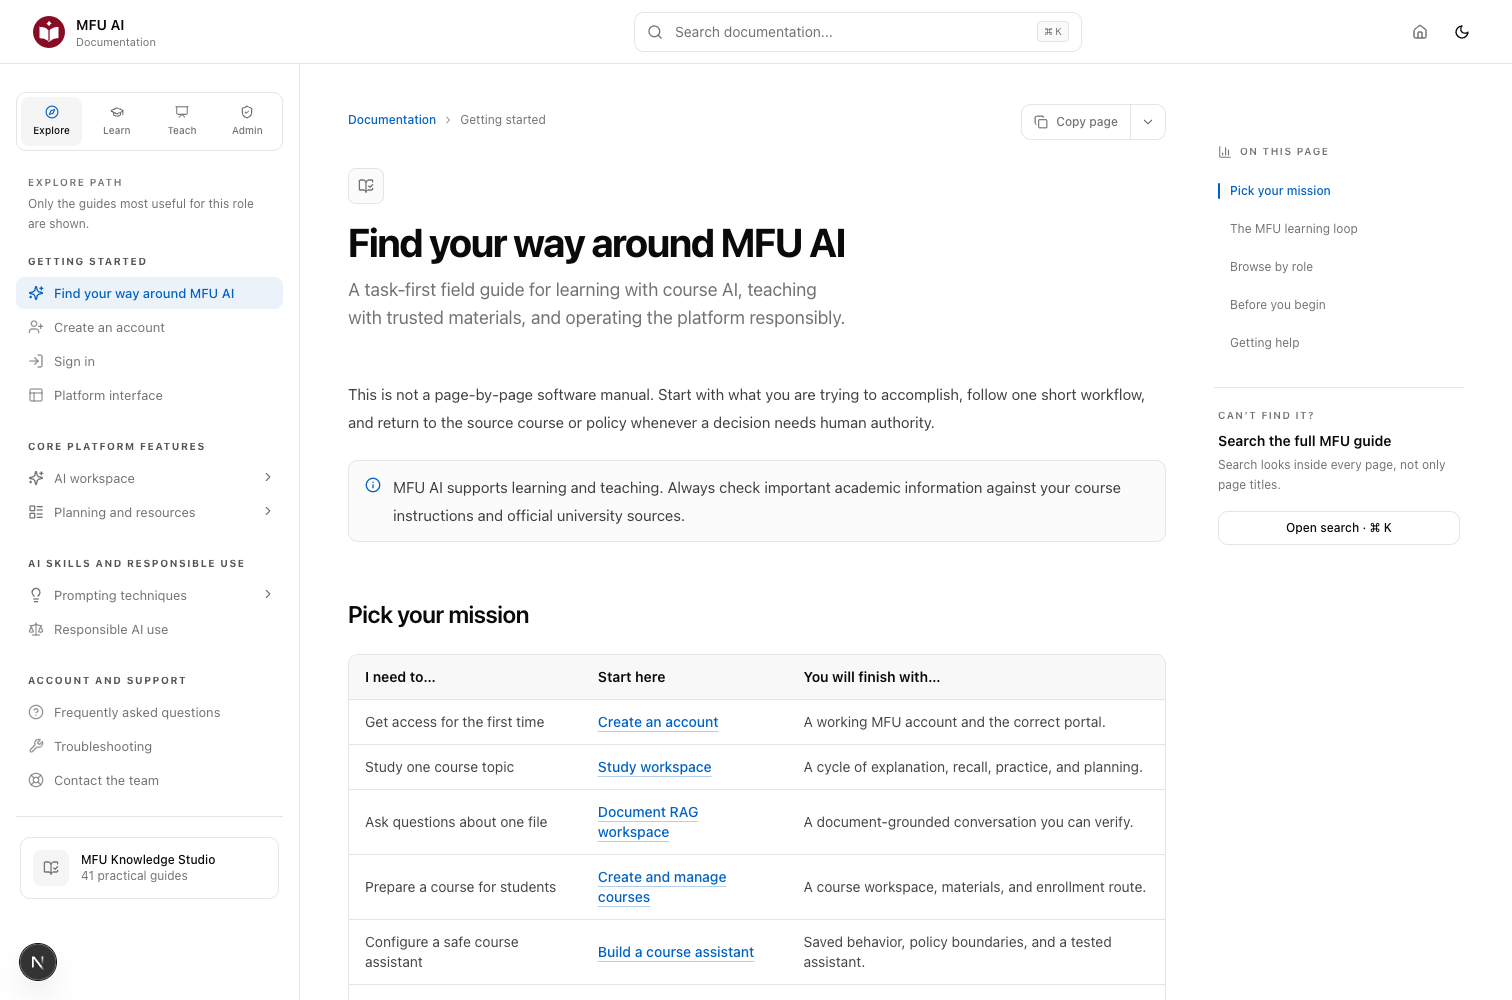 MFU AI
Documentation
Search documentation...
⌘ K
Explore
Learn
Teach
Admin
EXPLORE PATH
Only the guides most useful for this role
are shown.
GETTING STARTED
Find your way around MFU AI
Create an account
Sign in
Platform interface
CORE PLATFORM FEATURES
AI workspace
Planning and resources
AI SKILLS AND RESPONSIBLE USE
Prompting techniques
Responsible AI use
ACCOUNT AND SUPPORT
Frequently asked questions
Troubleshooting
Contact the team
MFU Knowledge Studio
41 practical guides
N
Documentation > Getting started
Copy page
Find your way around MFU AI
A task-first field guide for learning with course AI, teaching
with trusted materials, and operating the platform responsibly.
This is not a page-by-page software manual. Start with what you are trying to accomplish, follow one short workflow,
and return to the source course or policy whenever a decision needs human authority.
MFU AI supports learning and teaching. Always check important academic information against your course
instructions and official university sources.
Pick your mission
I need to... Start here You will finish with...
Get access for the first time Create an account A working MFU account and the correct portal.
Study one course topic Study workspace A cycle of explanation, recall, practice, and planning.
Ask questions about one file Document RAG
workspace A document-grounded conversation you can verify.
Prepare a course for students Create and manage
courses A course workspace, materials, and enrollment route.
Configure a safe course
assistant Build a course assistant Saved behavior, policy boundaries, and a tested
assistant.
ON THIS PAGE
Pick your mission
The MFU learning loop
Browse by role
Before you begin
Getting help
CAN'T FIND IT?
Search the full MFU guide
Search looks inside every page, not only
page titles.
Open search · ⌘ K